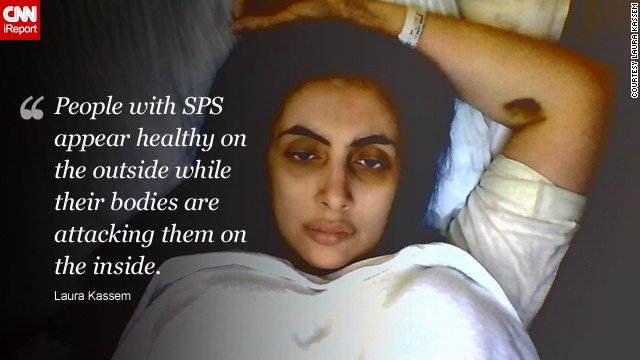 CNN
iReport
“ People with SPS
appear healthy on
the outside while
their bodies are
attacking them on
the inside.
Laura Kassem
COURTESY LAURA KASSEM